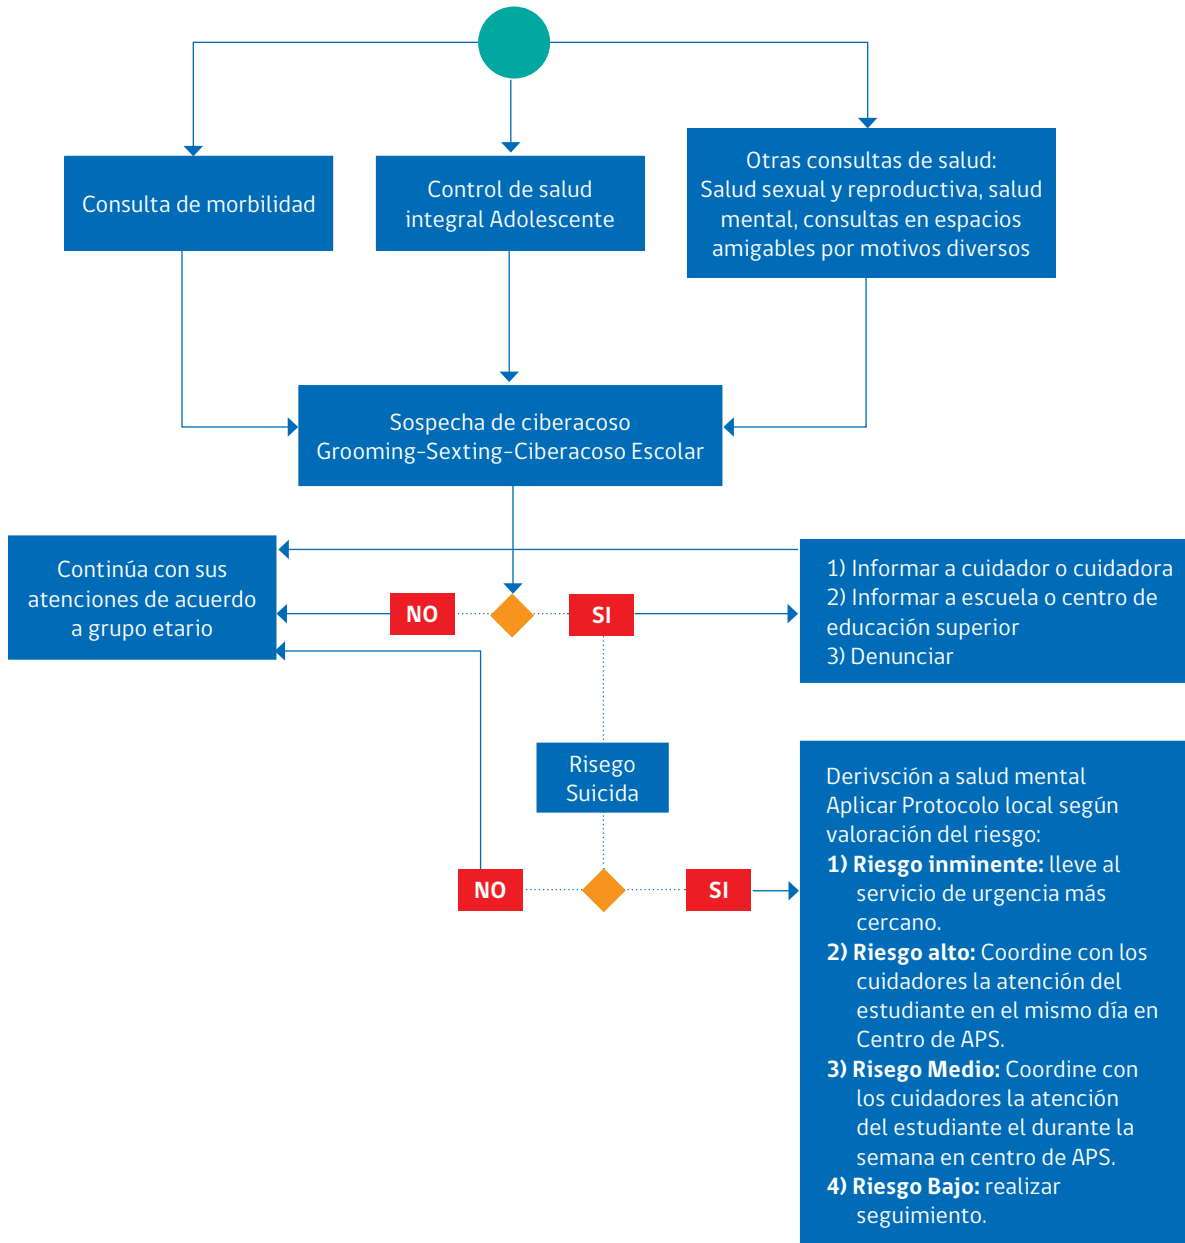 Consulta de morbilidad
Control de salud
integral Adolescente
Otras consultas de salud:
Salud sexual y reproductiva, salud
mental, consultas en espacios
amigables por motivos diversos
Sospecha de ciberacoso
Grooming-Sexting-Ciberacoso Escolar
Continúa con sus
atenciones de acuerdo
a grupo etario
NO
SI
1) Informar a cuidador o cuidadora
2) Informar a escuela o centro de
educación superior
3) Denunciar
Risego
Suicida
NO
SI
Derivsción a salud mental
Aplicar Protocolo local según
valoración del riesgo:
1) Riesgo inminente: lleve al
servicio de urgencia más
cercano.
2) Riesgo alto: Coordine con los
cuidadores la atención del
estudiante en el mismo día en
Centro de APS.
3) Risego Medio: Coordine con
los cuidadores la atención
del estudiante el durante la
semana en centro de APS.
4) Riesgo Bajo: realizar
seguimiento.